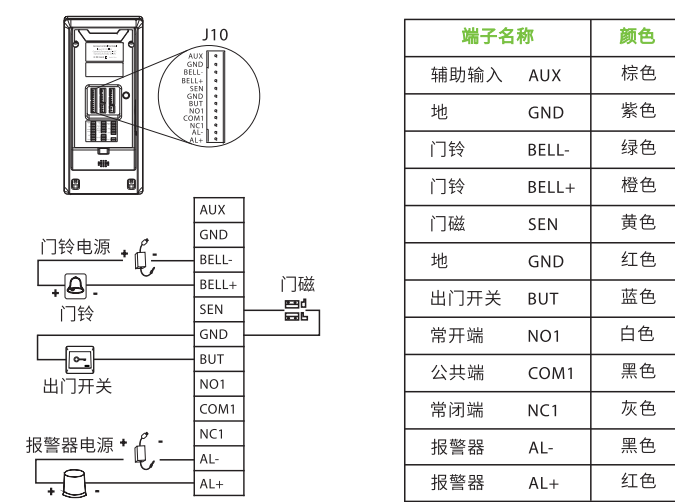 J10
AUX
GND
BELL-
BELL+
SEN
GND
BUT
NO1
COM1
NC1
AL-
AL+
AUX
GND
门铃电源 + - BELL-
BELL+
+ -
门铃
门磁
SEN
GND
BUT
出门开关
NO1
COM1
NC1
报警器电源 + -
AL-
AL+
+ -
端子名称 颜色
辅助输入 AUX 棕色
地 GND 紫色
门铃 BELL- 绿色
门铃 BELL+ 橙色
门磁 SEN 黄色
地 GND 红色
出门开关 BUT 蓝色
常开端 NO1 白色
公共端 COM1 黑色
常闭端 NC1 灰色
报警器 AL- 黑色
报警器 AL+ 红色